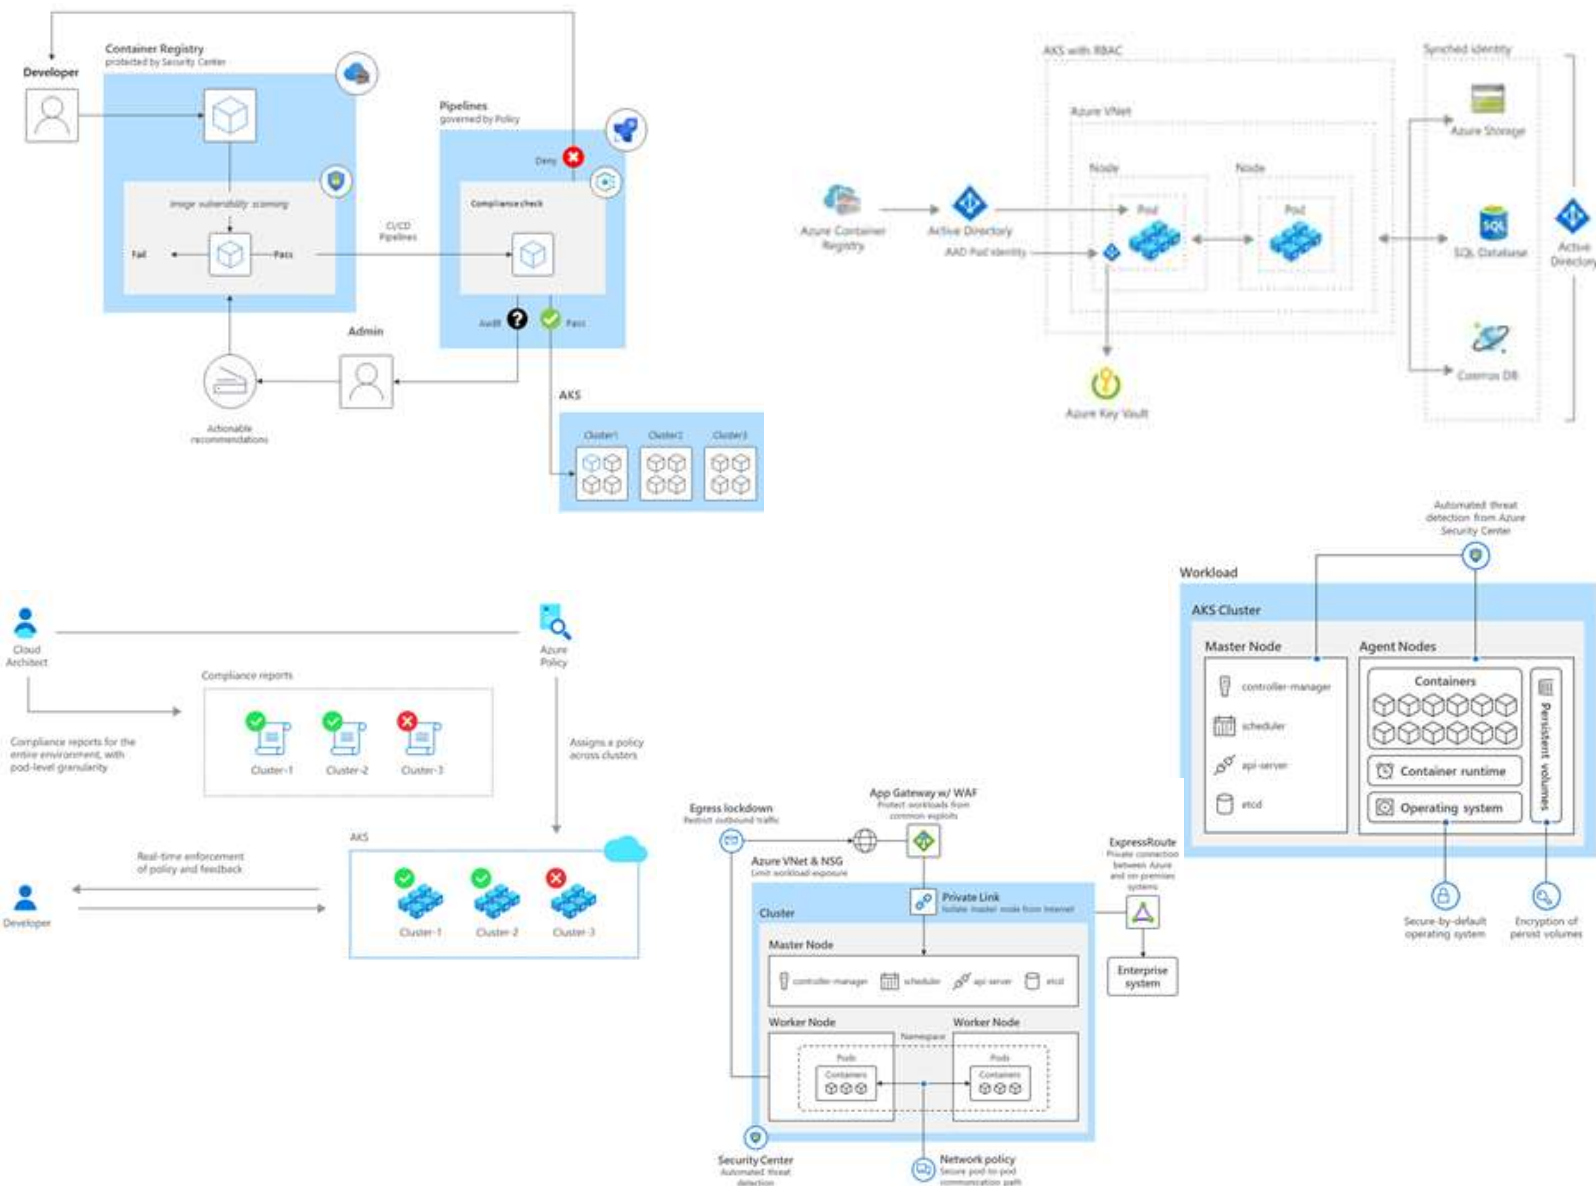 Developer
Container Registry
protected by Security Center
Image vulnerability scanning
Fail
Pass
CI/CD
Pipelines
Pipelines
governed by Policy
Deny
Compliance check
Audit
Pass
Admin
Actionable
recommendations
AKS
Cluster1
Cluster2
Cluster3
AKS with RBAC
Azure VNet
Node
Pod
Node
Pod
Azure Container
Registry
Active Directory
AAD Pod Identity
Azure Key Vault
Synched identity
Azure Storage
SQL
SQL Database
Cosmos DB
Active
Directory
Cloud
Architect
Azure
Policy
Compliance reports
Cluster-1
Cluster-2
Cluster-3
Compliance reports for the
entire environment, with
pod-level granularity
Assigns a policy
across clusters
AKS
Cluster-1
Cluster-2
Cluster-3
Real-time enforcement
of policy and feedback
Developer
Egress lockdown
Restrict outbound traffic
App Gateway w/ WAF
Protect workloads from
common exploits
Azure VNet & NSG
Limit workload exposure
Private Link
Isolate master node from Internet
ExpressRoute
Private connection
between Azure
and on-premises
systems
Enterprise
system
Cluster
Master Node
controller-manager
scheduler
api-server
etcd
Worker Node
Worker Node
Namespace
Pods
Containers
Pods
Containers
Security Center
Automated threat
detection
Network policy
Secure pod-to-pod
communication path
Automated threat
detection from Azure
Security Center
Workload
AKS Cluster
Master Node
controller-manager
scheduler
api-server
etcd
Agent Nodes
Containers
Container runtime
Operating system
Persistent volumes
Secure-by-default
operating system
Encryption of
persist volumes